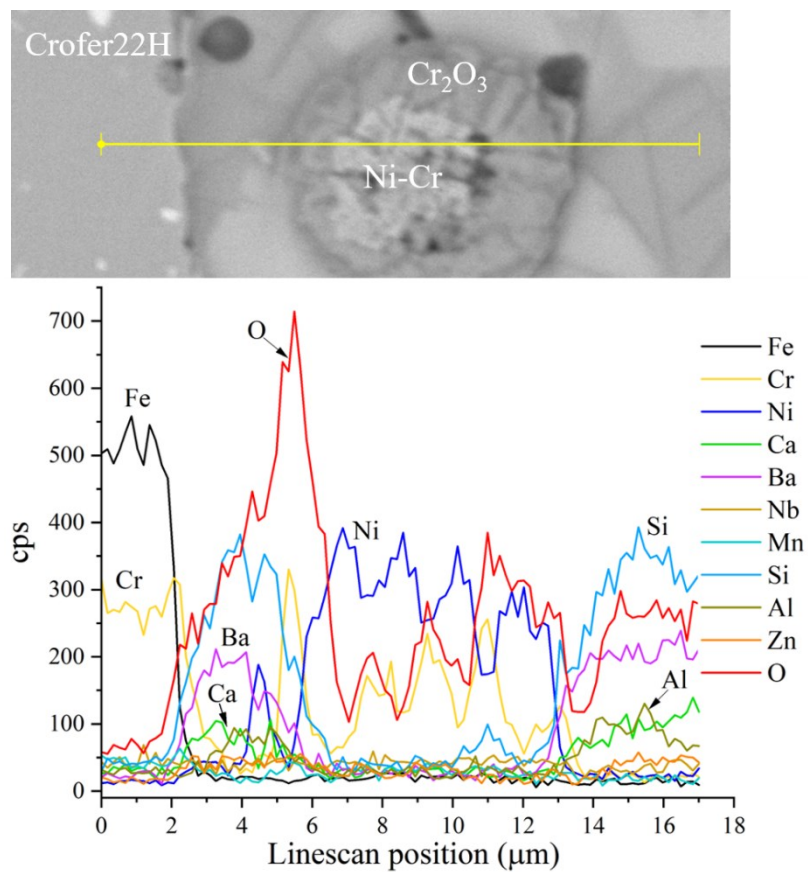 Crofer22H
Cr₂O₃
Ni-Cr
700
600
500
400
300
200
100
0
cps
O
Fe
Cr
Ni
Ba
Ca
Si
Al
Fe
Cr
Ni
Ca
Ba
Nb
Mn
Si
Al
Zn
O
0 2 4 6 8 10 12 14 16 18
Linescan position (μm)